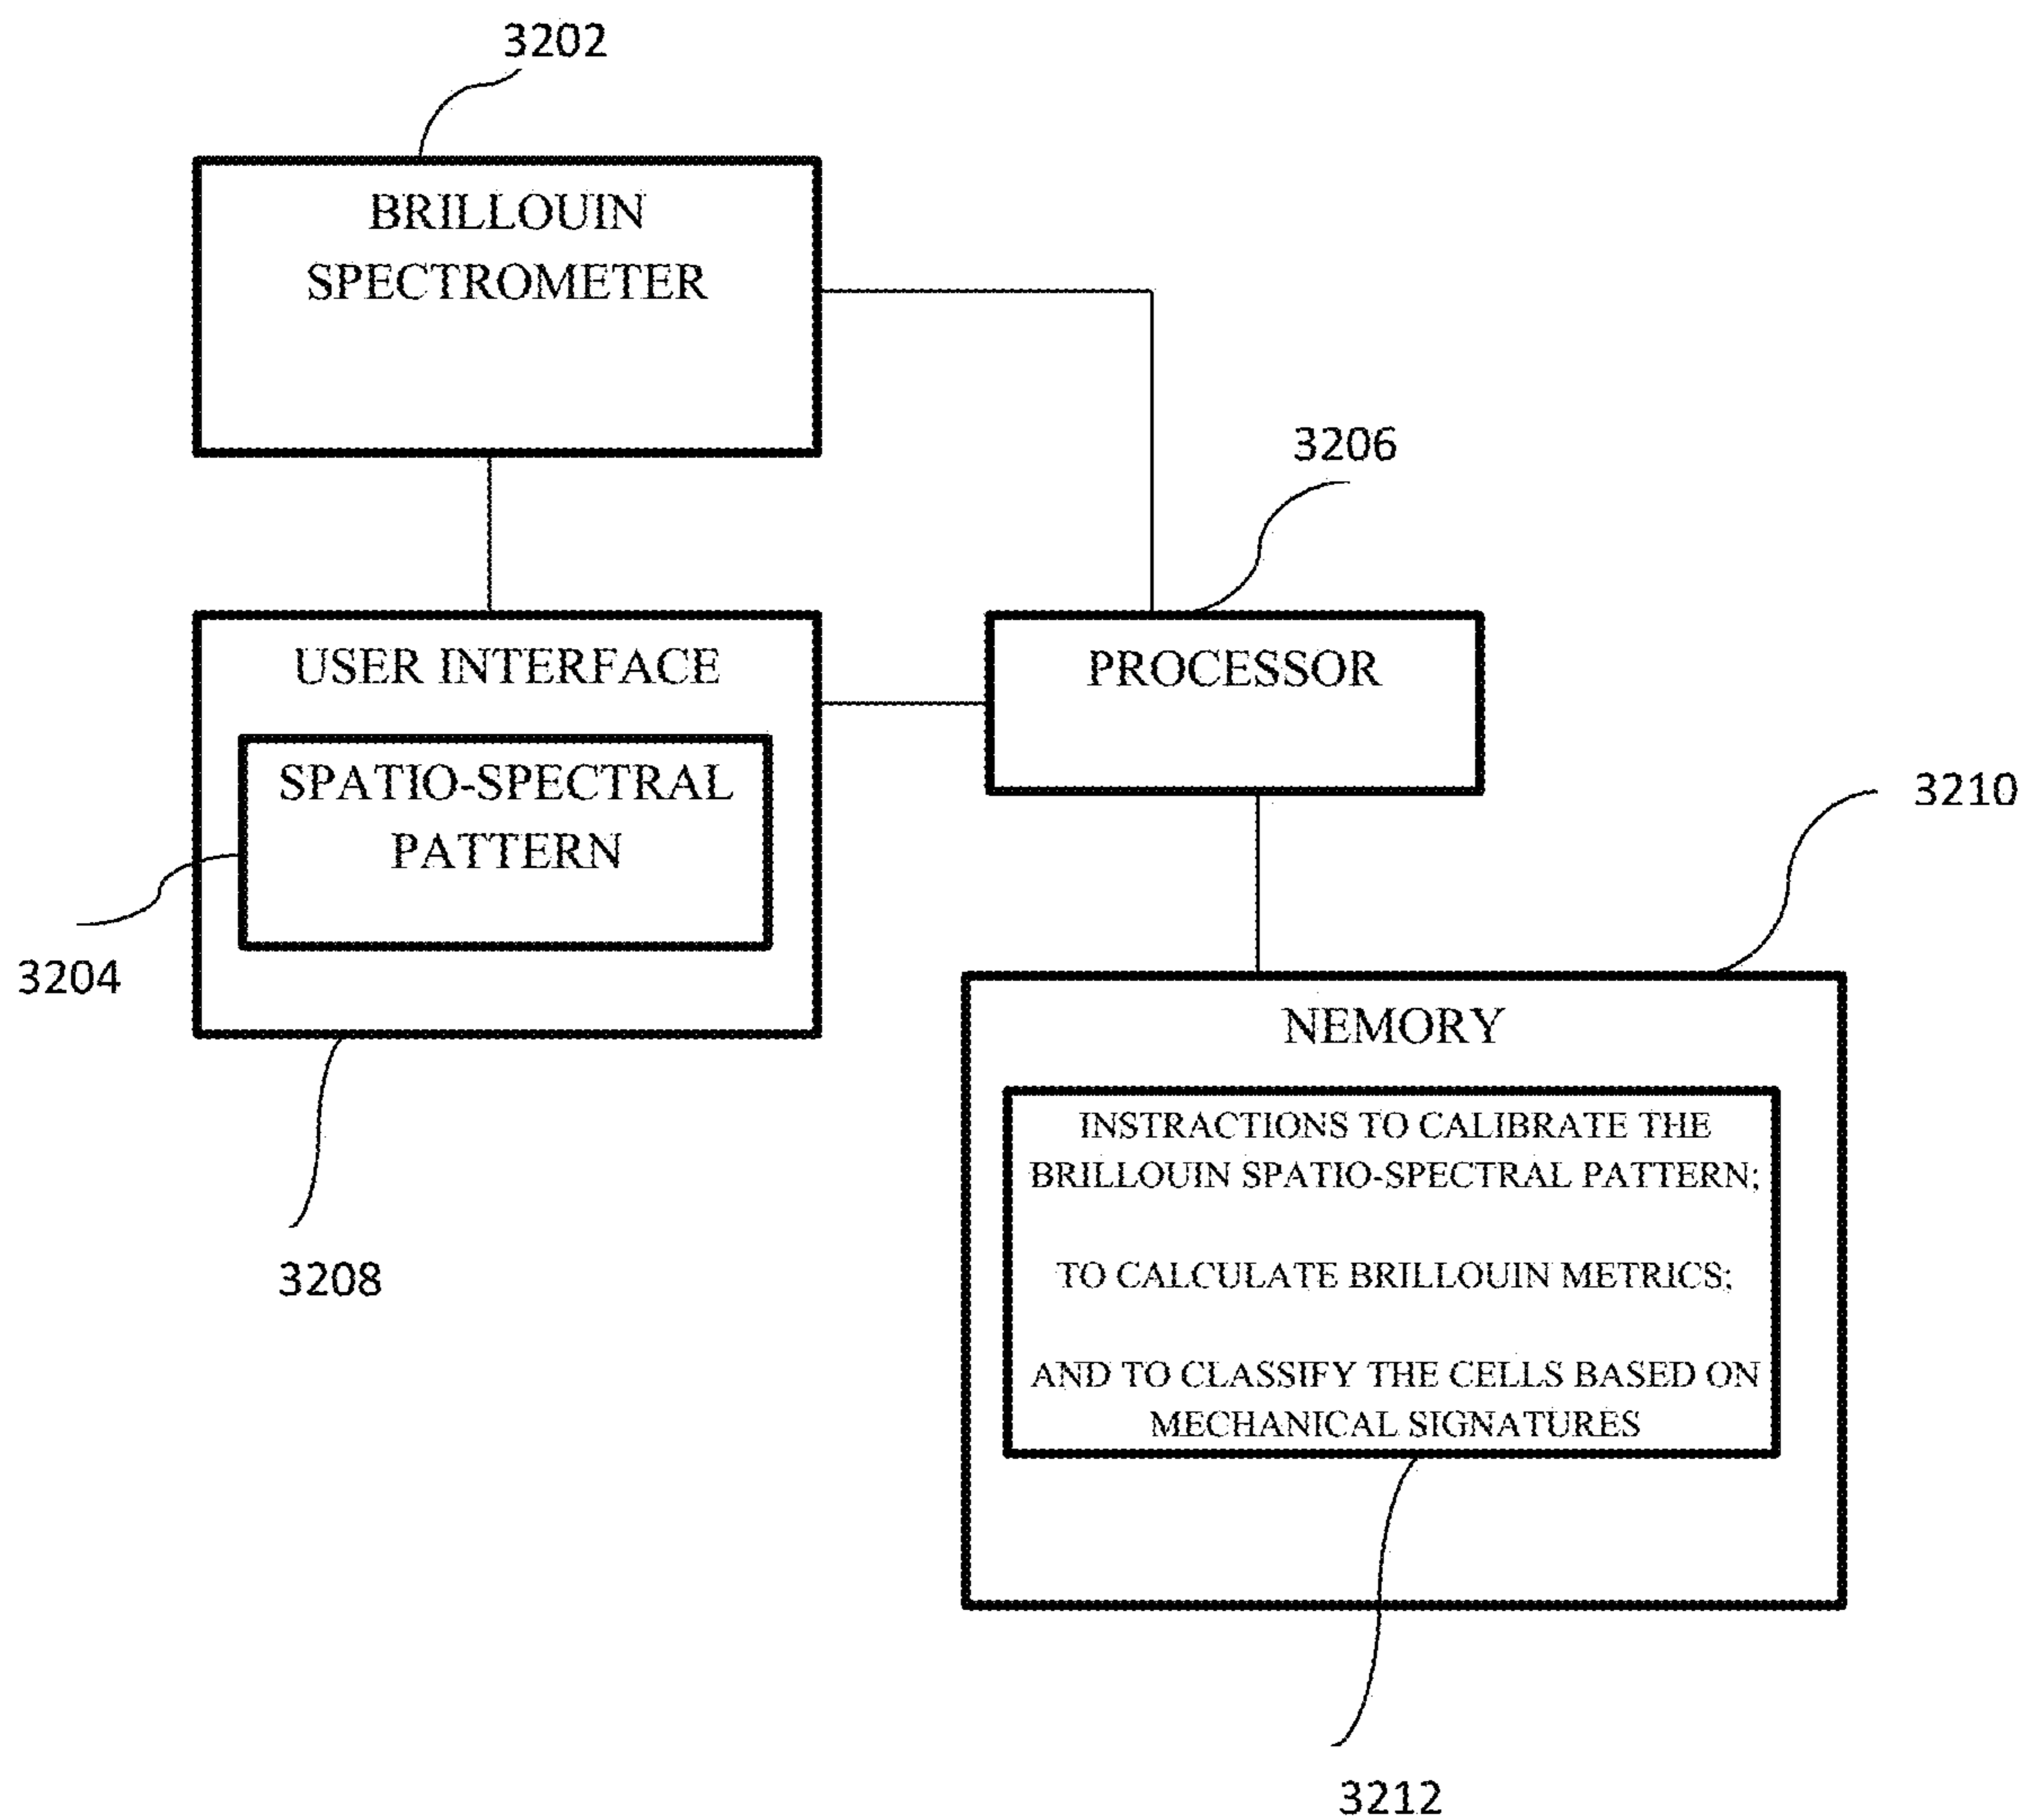 3202
BRILLOUIN
SPECTROMETER
3206
USER INTERFACE
PROCESSOR
SPATIO-SPECTRAL
PATTERN
3210
3204
NEMORY
INSTRACTIONS TO CALIBRATE THE
BRILLOUIN SPATIO-SPECTRAL PATTERN;
TO CALCULATE BRILLOUIN METRICS;
AND TO CLASSIFY THE CELLS BASED ON
MECHANICAL SIGNATURES
3208
3212